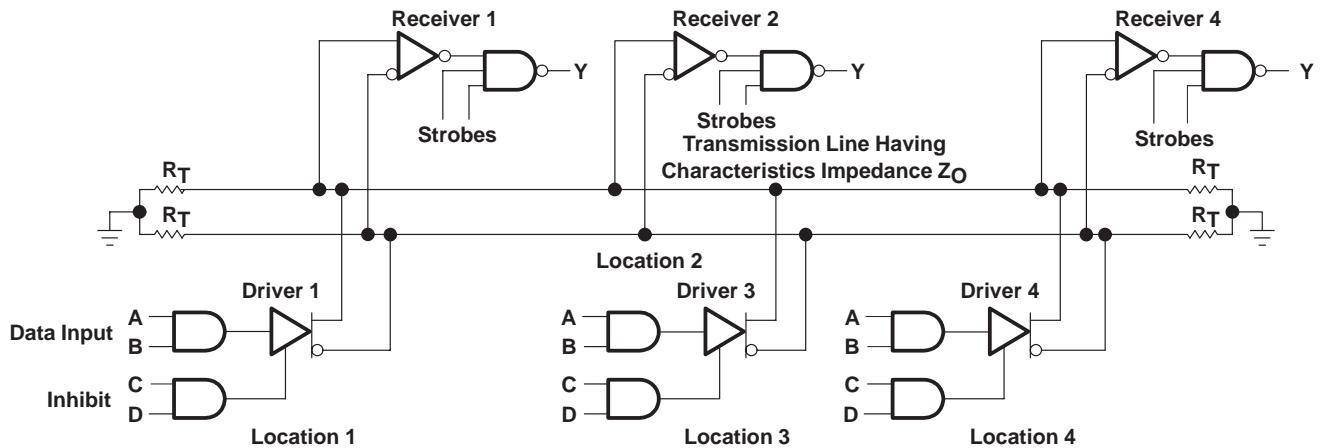 Receiver 1
Receiver 2
Receiver 4
Y
Y
Y
Strobes
Strobes
Strobes
Transmission Line Having
Characteristics Impedance ZO
RT
RT
RT
RT
Location 2
Driver 1
Driver 3
Driver 4
Data Input
A
B
A
B
A
B
Inhibit
C
D
C
D
C
D
Location 1
Location 3
Location 4